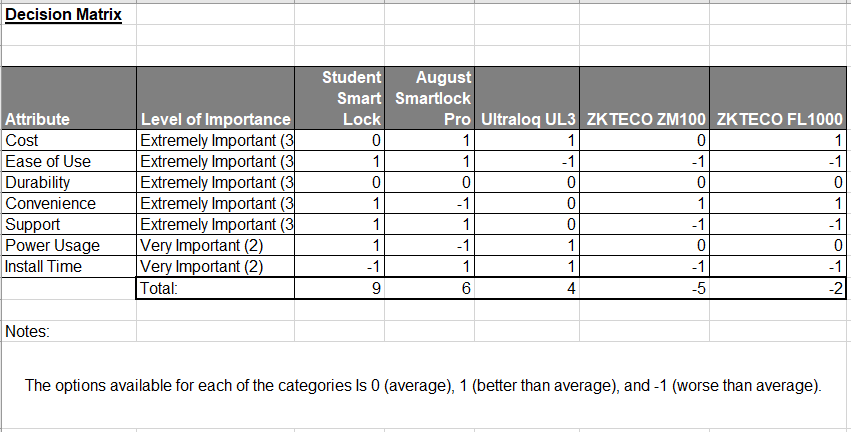 Decision Matrix
Student
Smart
Lock
August
Smartlock
Pro
Attribute Level of Importance Ultraloq UL3 ZKTECO ZM100 ZKTECO FL1000
Cost Extremely Important (3 0 1 1 0 1
Ease of Use Extremely Important (3 1 1 -1 -1 -1
Durability Extremely Important (3 0 0 0 0 0
Convenience Extremely Important (3 1 -1 0 1 1
Support Extremely Important (3 1 1 0 -1 -1
Power Usage Very Important (2) 1 -1 1 0 0
Install Time Very Important (2) -1 1 1 -1 -1
Total: 9 6 4 -5 -2
Notes:
The options available for each of the categories Is 0 (average), 1 (better than average), and -1 (worse than average).